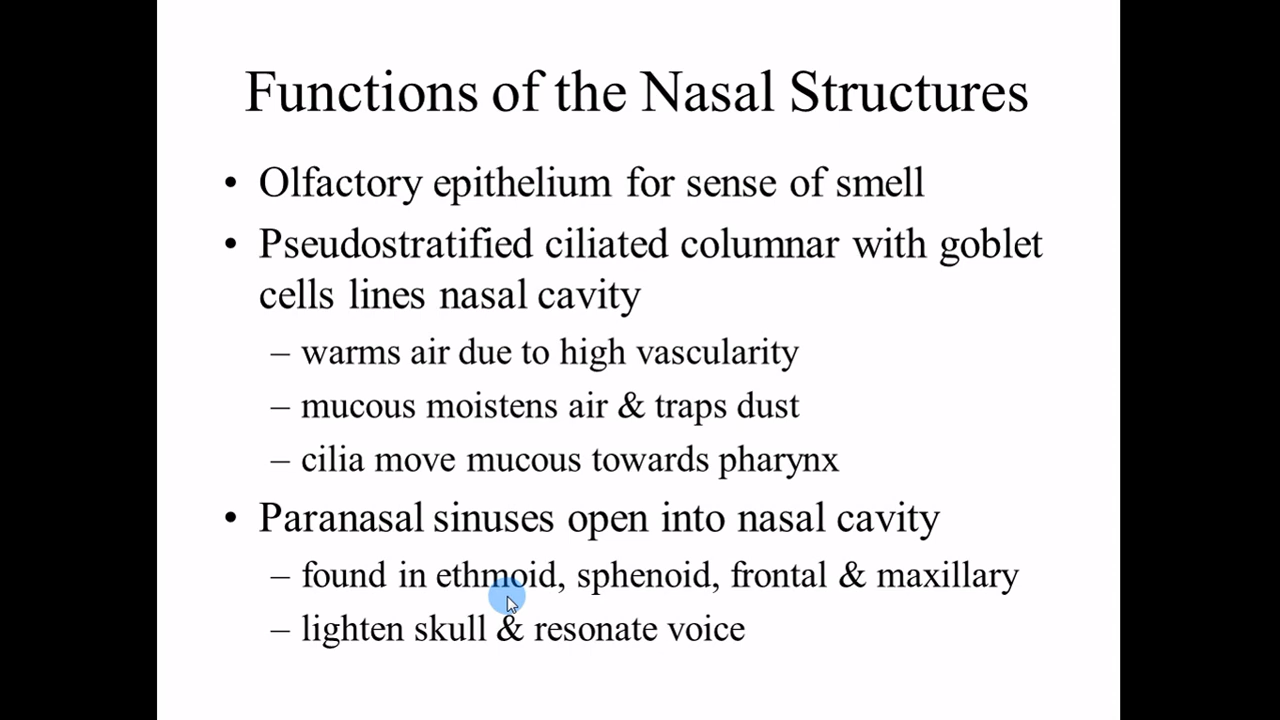 Functions of the Nasal Structures
• Olfactory epithelium for sense of smell
• Pseudostratified ciliated columnar with goblet
cells lines nasal cavity
– warms air due to high vascularity
– mucous moistens air & traps dust
– cilia move mucous towards pharynx
• Paranasal sinuses open into nasal cavity
– found in ethmoid, sphenoid, frontal & maxillary
– lighten skull & resonate voice